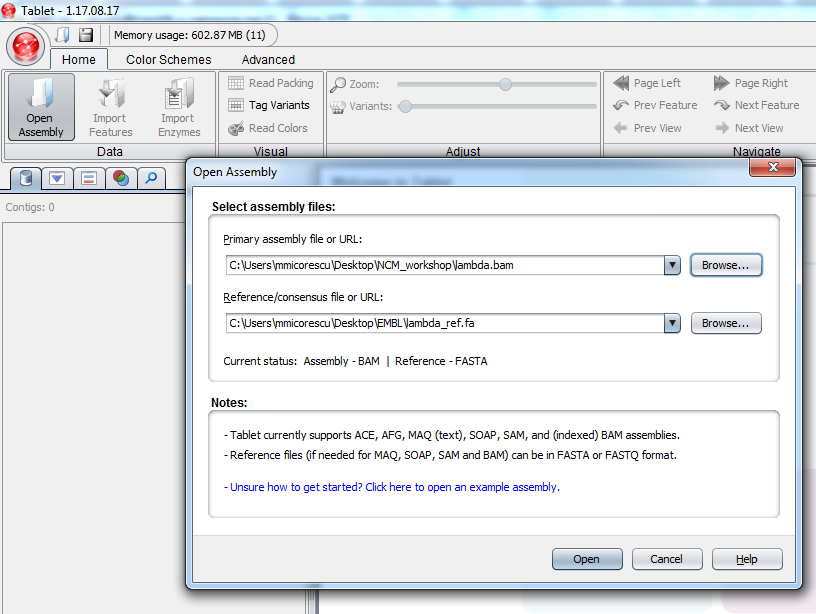 Tablet - 1.17.08.17
Memory usage: 602.87 MB (11)
Home Color Schemes Advanced
Open Assembly
Import Features
Import Enzymes
Data
Read Packing
Tag Variants
Read Colors
Visual
Zoom:
Variants:
Adjust
Page Left Page Right
Prev Feature Next Feature
Prev View Next View
Navigate
Contigs: 0
Welcome to Tablet
Open Assembly
Select assembly files:
Primary assembly file or URL:
C:\Users\mmicorescu\Desktop\NCM_workshop\lambda.bam
Browse...
Reference/consensus file or URL:
C:\Users\mmicorescu\Desktop\EMBL\lambda_ref.fa
Browse...
Current status: Assembly - BAM | Reference - FASTA
Notes:
- Tablet currently supports ACE, AFG, MAQ (text), SOAP, SAM, and (indexed) BAM assemblies.
- Reference files (if needed for MAQ, SOAP, SAM and BAM) can be in FASTA or FASTQ format.
- Unsure how to get started? Click here to open an example assembly.
Open Cancel Help